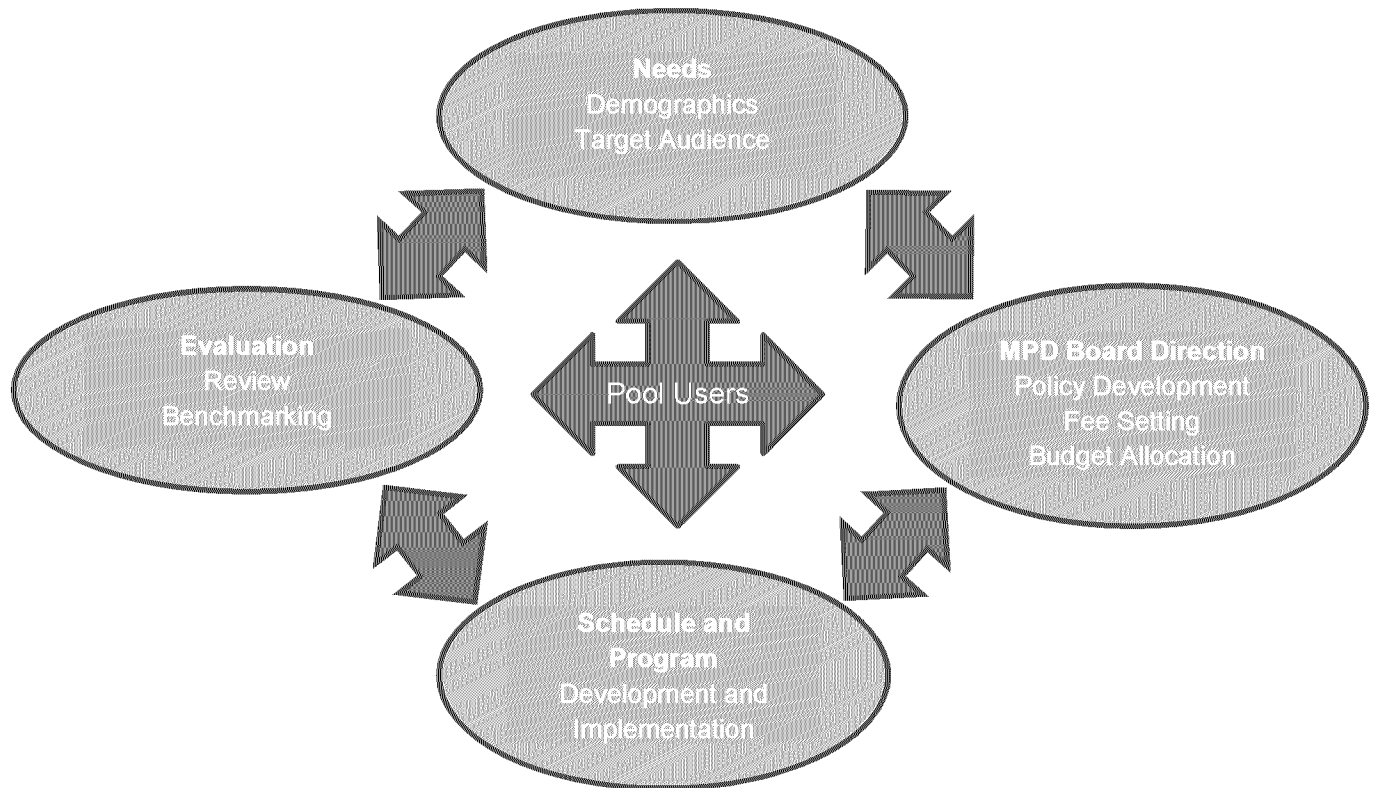 Needs
Demographics
Target Audience
Evaluation
Review
Benchmarking
Pool Users
MPD Board Direction
Policy Development
Fee Setting
Budget Allocation
Schedule and
Program
Development and
Implementation